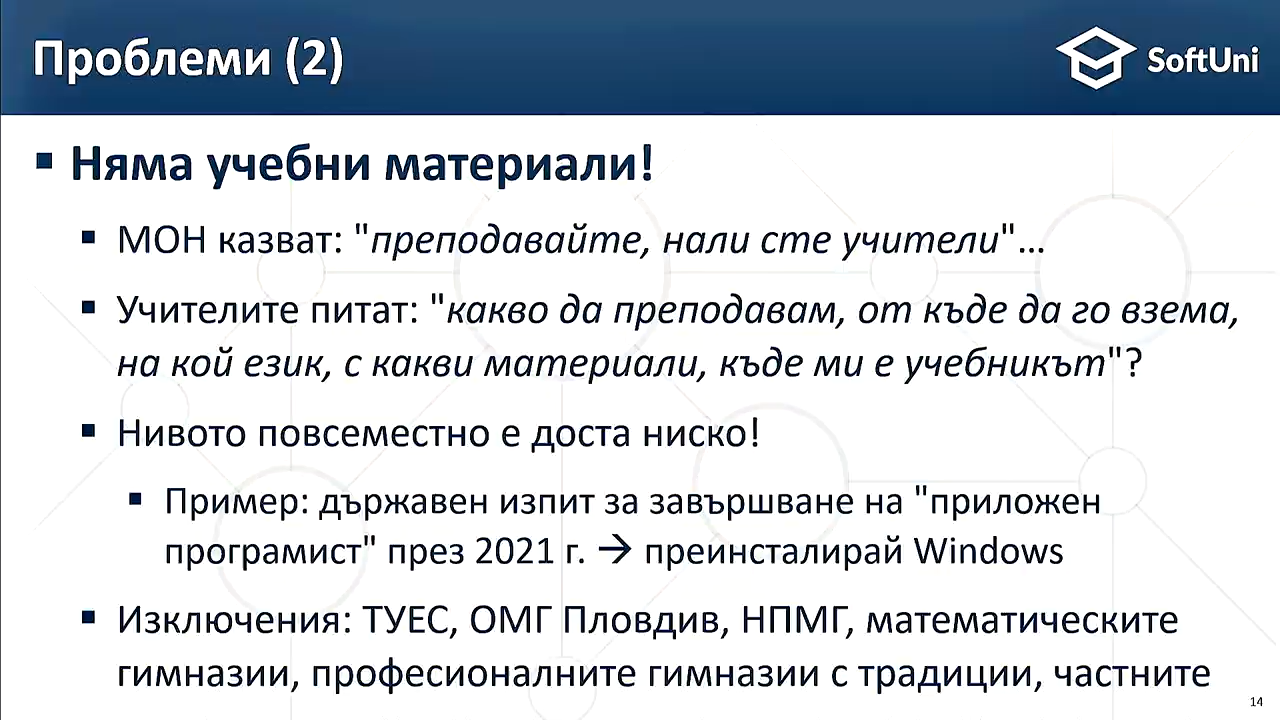 Проблеми (2)
SoftUni
▪ Няма учебни материали!
▪ МОН казват: "преподавайте, нали сте учители"…
▪ Учителите питат: "какво да преподавам, от къде да го взема,
на кой език, с какви материали, къде ми е учебникът"?
▪ Нивото повсеместно е доста ниско!
▪ Пример: държавен изпит за завършване на "приложен
програмист" през 2021 г. → преинсталирай Windows
▪ Изключения: ТУЕС, ОМГ Пловдив, НПМГ, математическите
гимназии, професионалните гимназии с традиции, частните
14